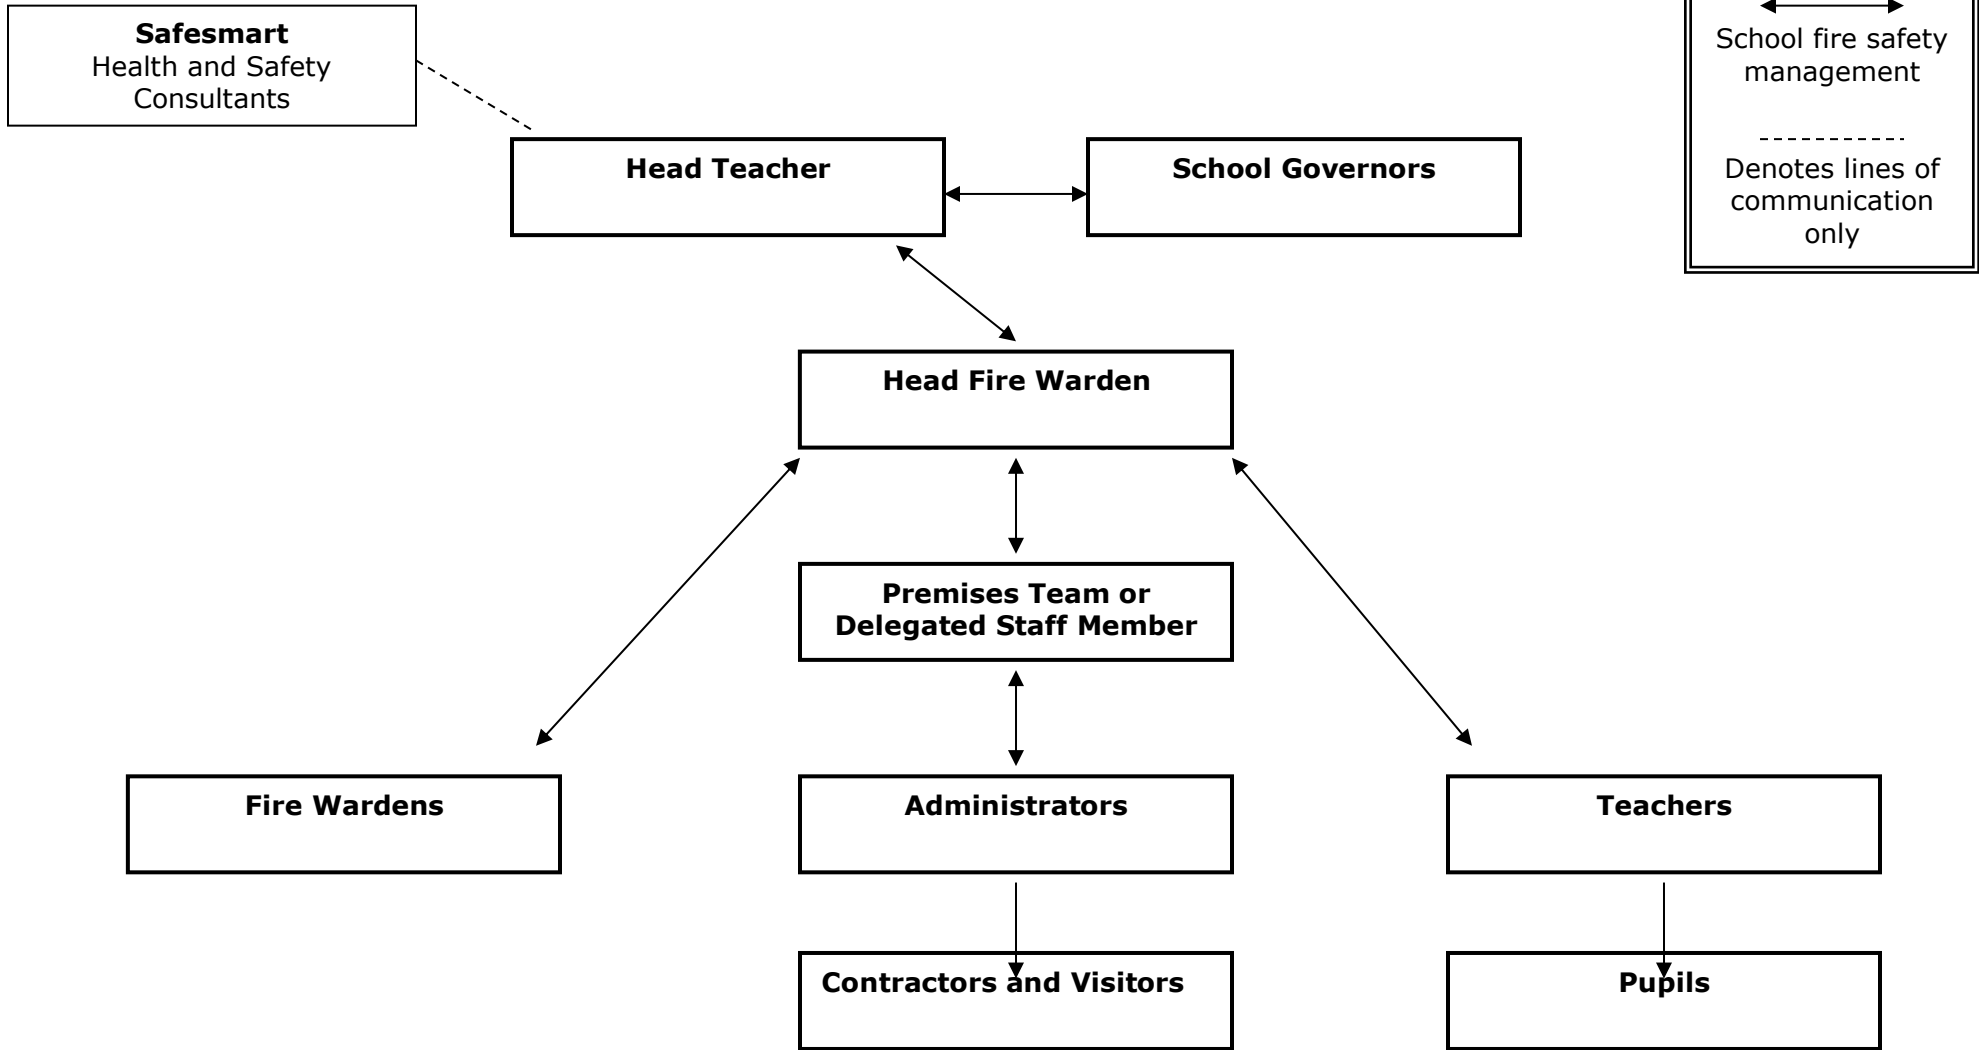 Safesmart
Health and Safety
Consultants
School fire safety
management
Denotes lines of
communication
only
Head Teacher
School Governors
Head Fire Warden
Premises Team or
Delegated Staff Member
Fire Wardens
Administrators
Teachers
Contractors and Visitors
Pupils